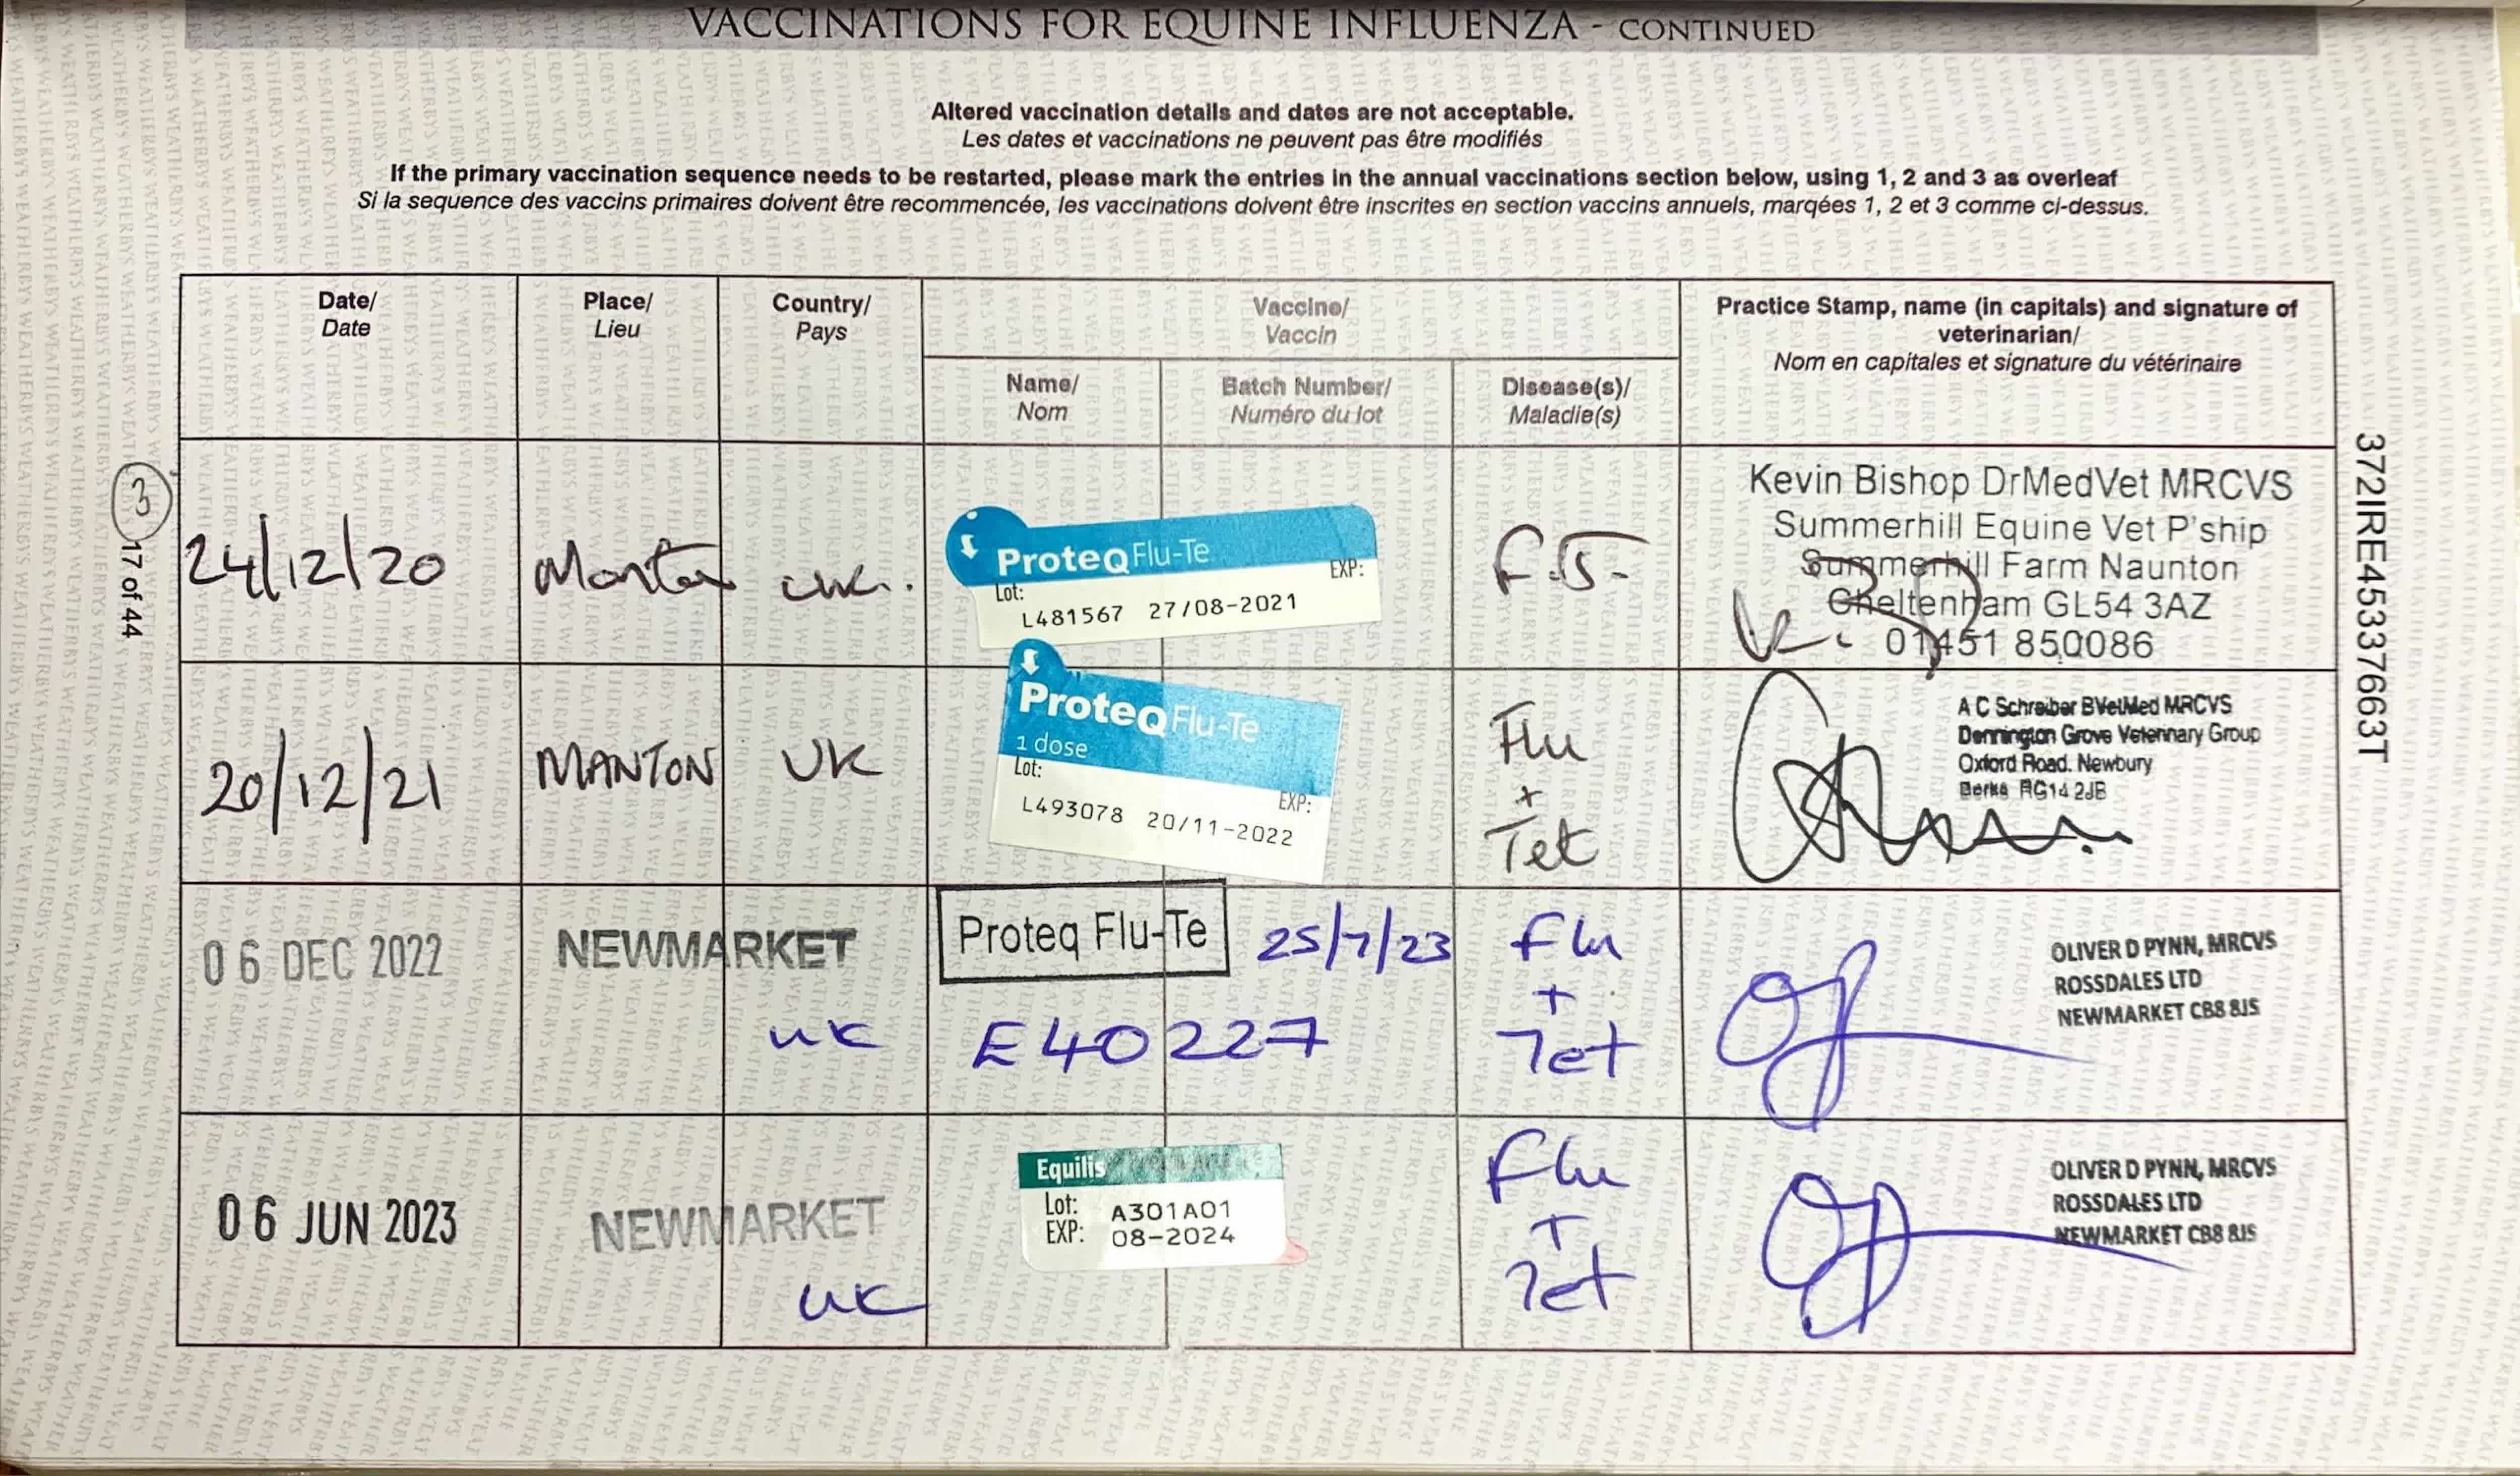 VACCINATIONS FOR EQUINE INFLUENZA - CONTINUED
Altered vaccination details and dates are not acceptable.
Les dates et vaccinations ne peuvent pas être modifiés
If the primary vaccination sequence needs to be restarted, please mark the entries in the annual vaccinations section below, using 1, 2 and 3 as overleaf
Si la sequence des vaccins primaires doivent être recommencée, les vaccinations doivent être inscrites en section vaccins annuels, marqées 1, 2 et 3 comme ci-dessus.
Date/
Date
Place/
Lieu
Country/
Pays
Vaccine/
Vaccin
Name/
Nom
Batch Number/
Numéro du lot
Disease(s)/
Maladie(s)
Practice Stamp, name (in capitals) and signature of
veterinarian/
Nom en capitales et signature du vétérinaire
3
17 of 44
24/12/20
Manton
UK.
ProteqFlu-Te
Lot:
EXP:
L481567 27/08-2021
Kevin Bishop DrMedVet MRCVS
Summerhill Equine Vet P'ship
Summerhill Farm Naunton
Cheltenham GL54 3AZ
01451 850086
20/12/21
MANTON
UK
ProteqFlu-Te
1 dose
Lot:
EXP:
L493078 20/11-2022
Flu
+
Tet
A C Schreiber BVetMed MRCVS
Donnington Grove Veterinary Group
Oxford Road. Newbury
Berks RG14 2JB
06 DEC 2022
NEWMARKET
UK
Proteq Flu-Te
25/7/23
E40227
Flu
+
Tet
OLIVER D PYNN, MRCVS
ROSSDALES LTD
NEWMARKET CB8 8JS
06 JUN 2023
NEWMARKET
UK
Equilis
Lot: A301A01
EXP: 08-2024
Flu
+
Tet
OLIVER D PYNN, MRCVS
ROSSDALES LTD
NEWMARKET CB8 8JS
372IRE45337663T
WEATHERBYS